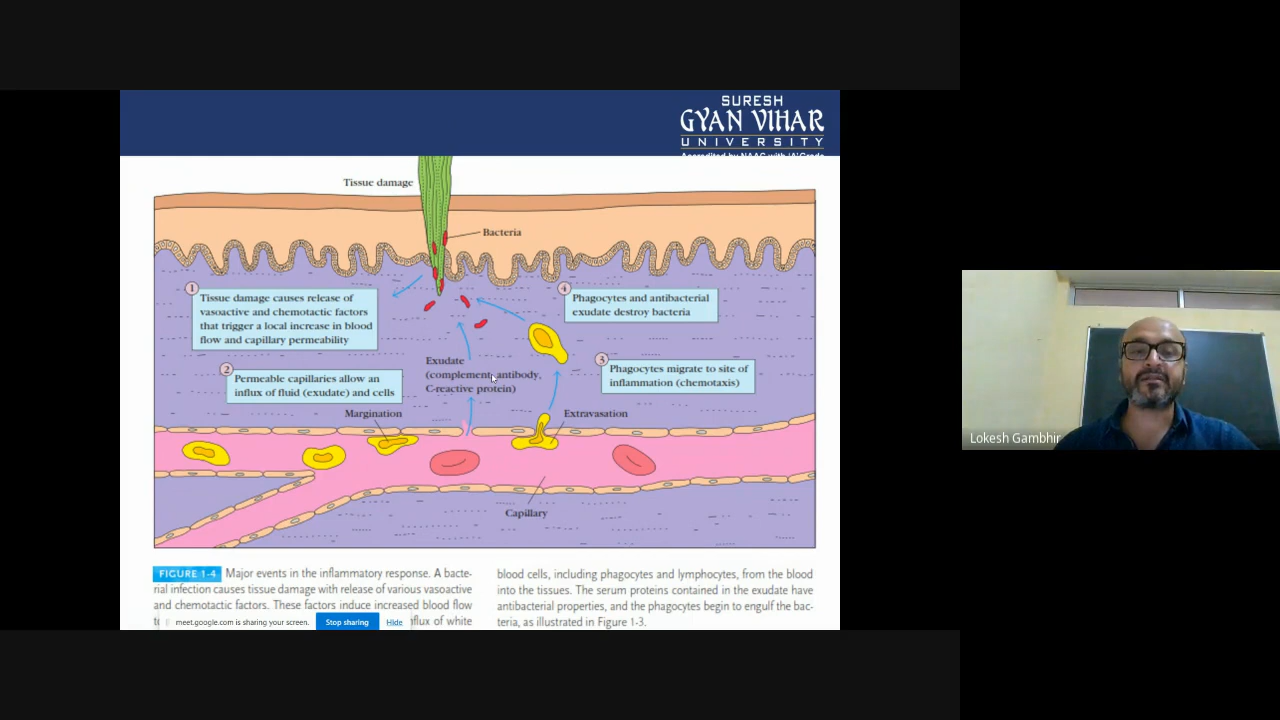 SURESH
GYAN VIHAR
UNIVERSITY
Accredited by NAAC with 'A' Grade
Tissue damage
Bacteria
1
Tissue damage causes release of
vasoactive and chemotactic factors
that trigger a local increase in blood
flow and capillary permeability
4
Phagocytes and antibacterial
exudate destroy bacteria
2
Permeable capillaries allow an
influx of fluid (exudate) and cells
Exudate
(complement, antibody,
C-reactive protein)
3
Phagocytes migrate to site of
inflammation (chemotaxis)
Margination
Extravasation
Capillary
FIGURE 1-4 Major events in the inflammatory response. A bacte-
rial infection causes tissue damage with release of various vasoactive
and chemotactic factors. These factors induce increased blood flow
influx of white
blood cells, including phagocytes and lymphocytes, from the blood
into the tissues. The serum proteins contained in the exudate have
antibacterial properties, and the phagocytes begin to engulf the bac-
teria, as illustrated in Figure 1-3.
meet.google.com is sharing your screen. Stop sharing Hide
Lokesh Gambhir